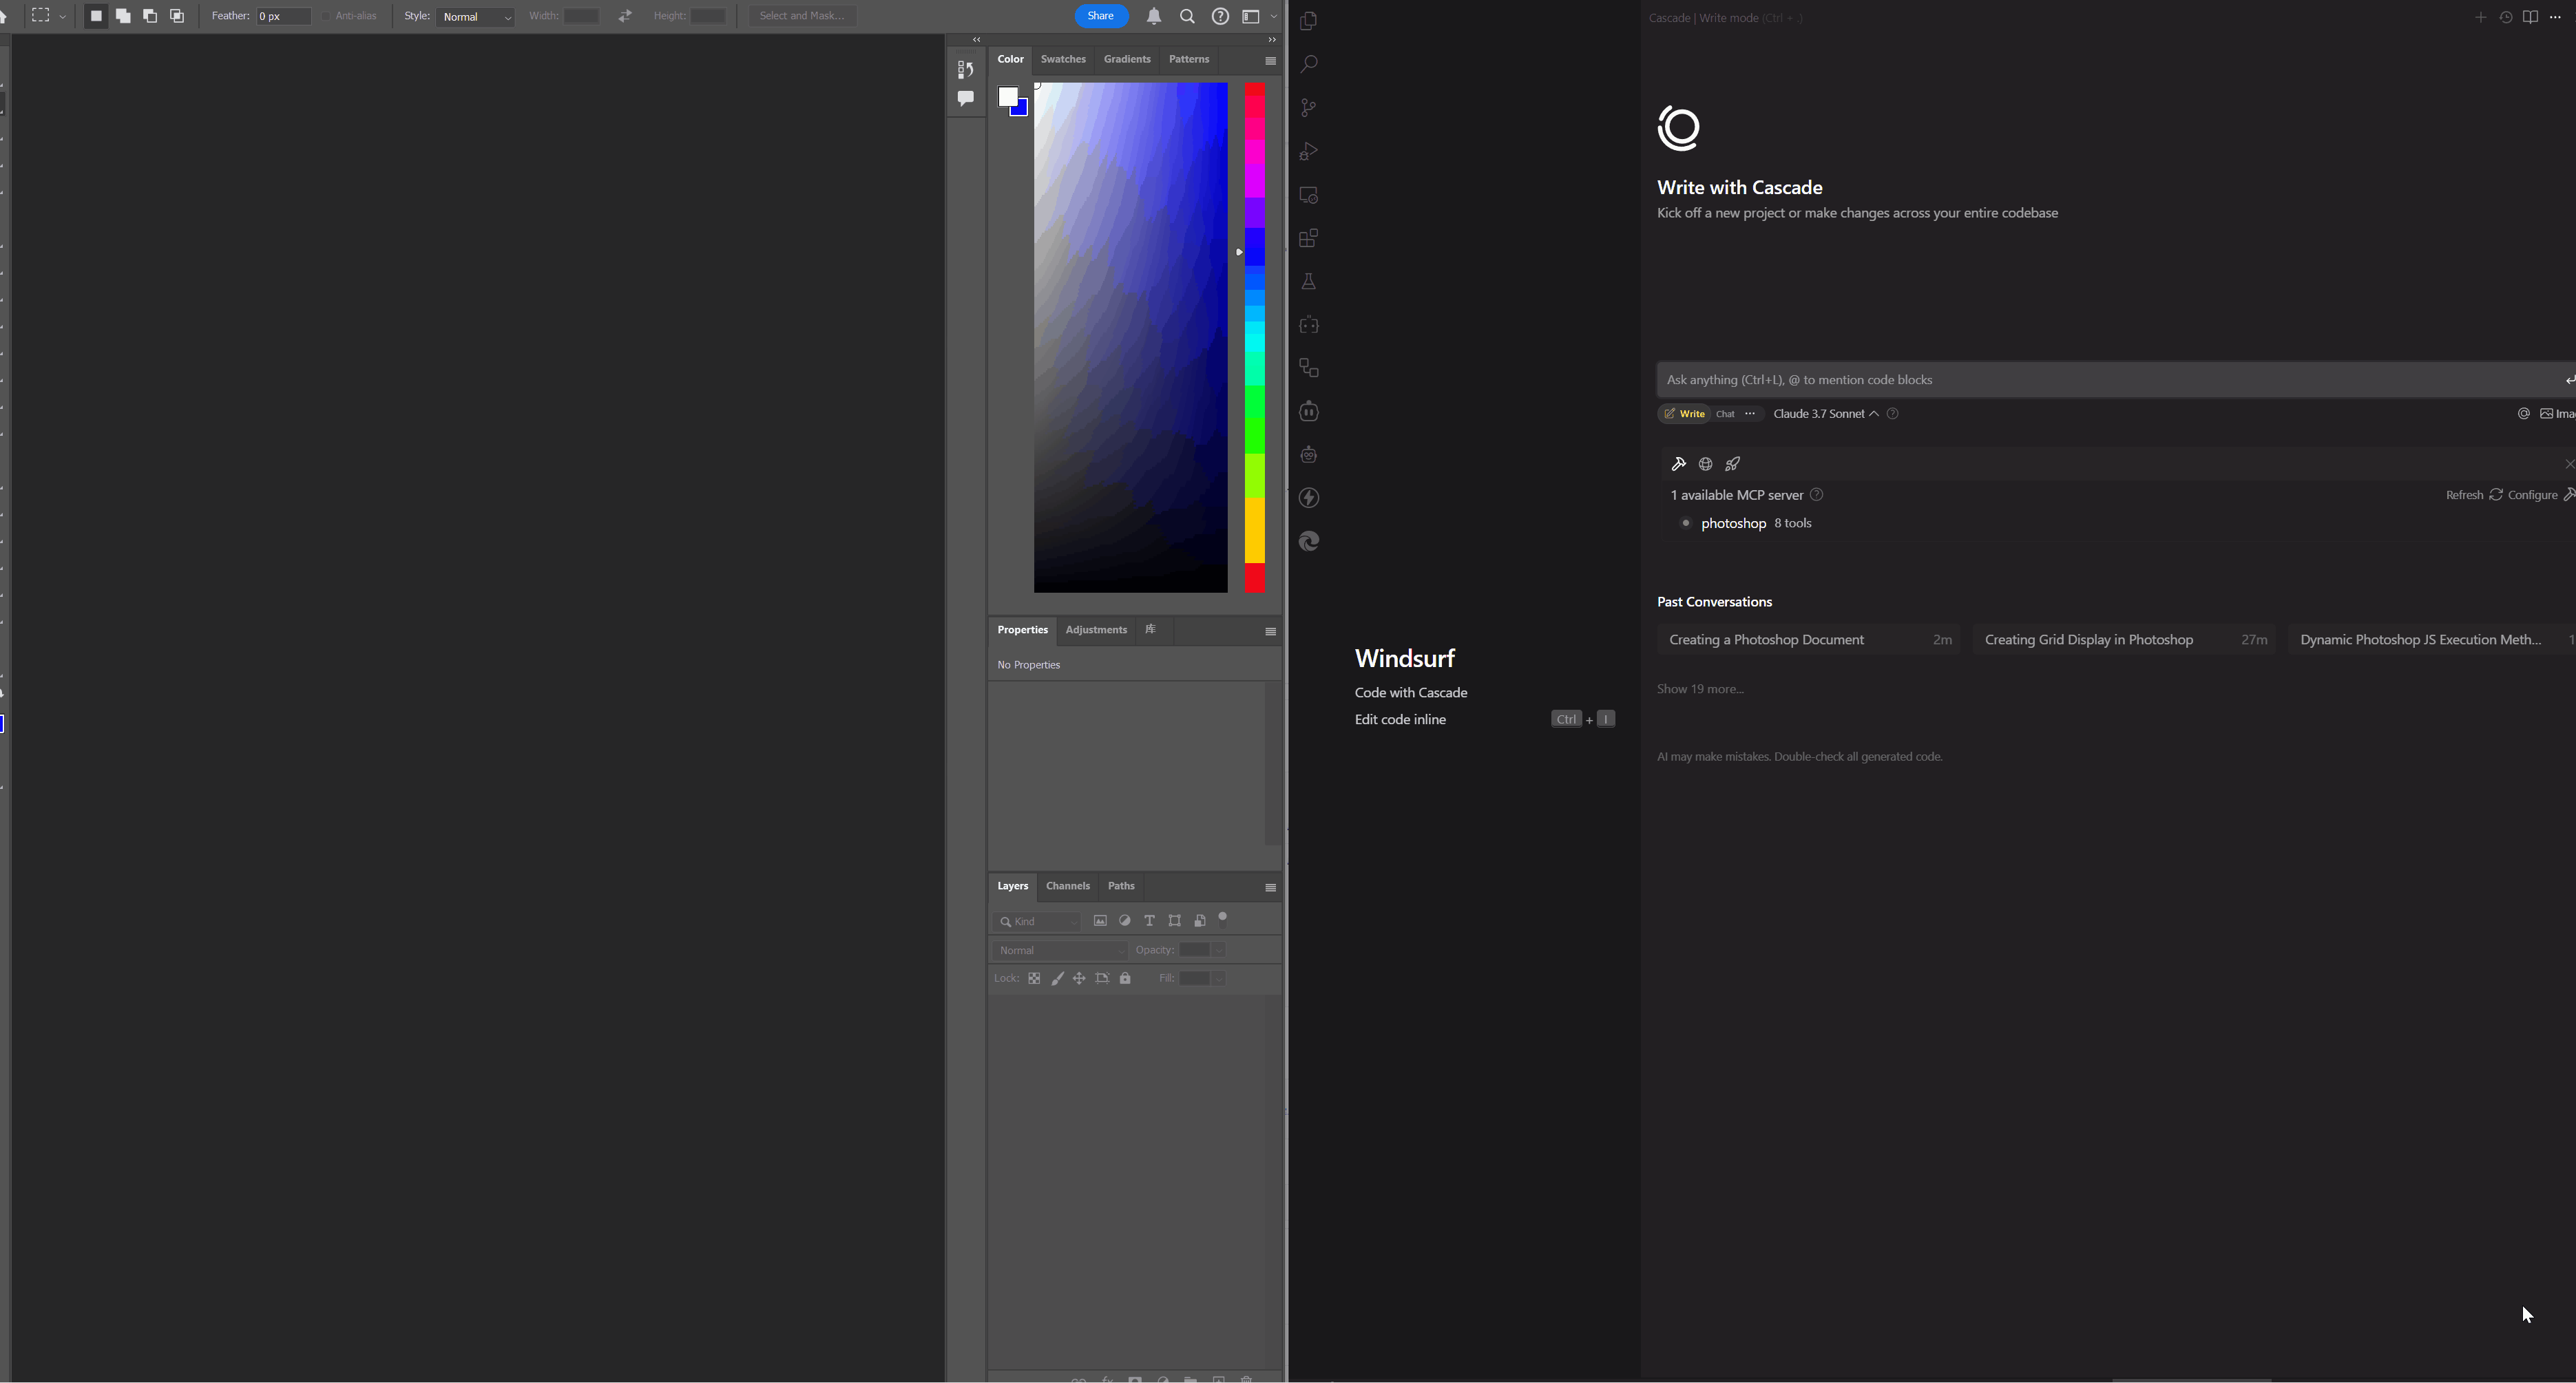 Feather: 0 px Anti-alias Style: Normal Width: Height: Select and Mask... Share
Color Swatches Gradients Patterns
Properties Adjustments 库
No Properties
Layers Channels Paths
Kind
Normal Opacity:
Lock: Fill:
Windsurf
Code with Cascade
Edit code inline Ctrl + I
Cascade | Write mode (Ctrl + .)
Write with Cascade
Kick off a new project or make changes across your entire codebase
Ask anything (Ctrl+L), @ to mention code blocks
Write Chat ... Claude 3.7 Sonnet Ima
1 available MCP server Refresh Configure
photoshop 8 tools
Past Conversations
Creating a Photoshop Document 2m Creating Grid Display in Photoshop 27m Dynamic Photoshop JS Execution Meth... 1
Show 19 more...
AI may make mistakes. Double-check all generated code.